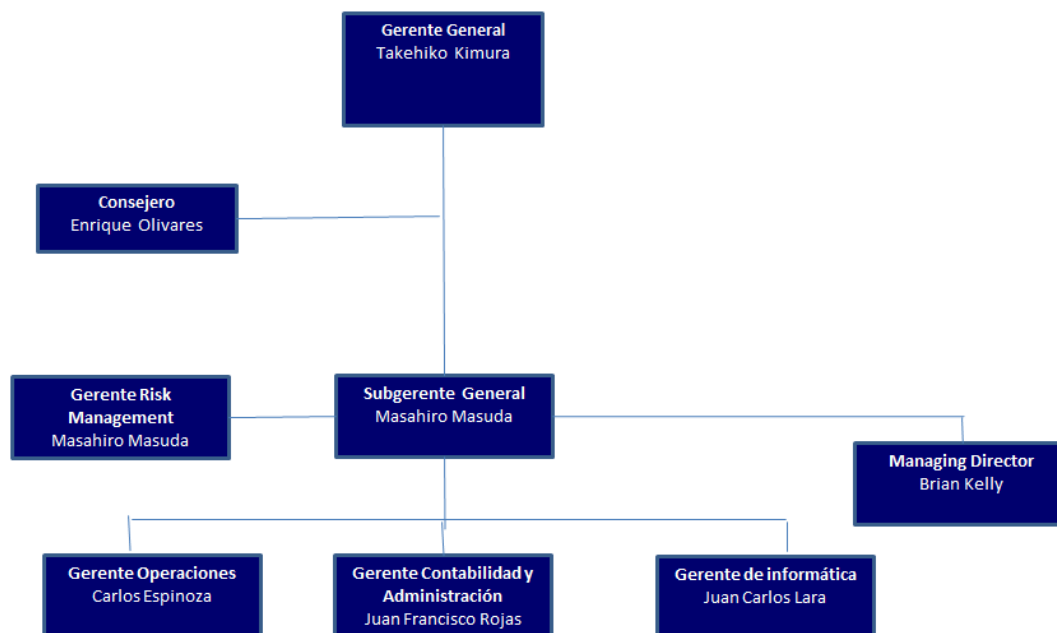 Gerente General
Takehiko Kimura
Consejero
Enrique Olivares
Gerente Risk
Management
Masahiro Masuda
Subgerente General
Masahiro Masuda
Managing Director
Brian Kelly
Gerente Operaciones
Carlos Espinoza
Gerente Contabilidad y
Administración
Juan Francisco Rojas
Gerente de informática
Juan Carlos Lara